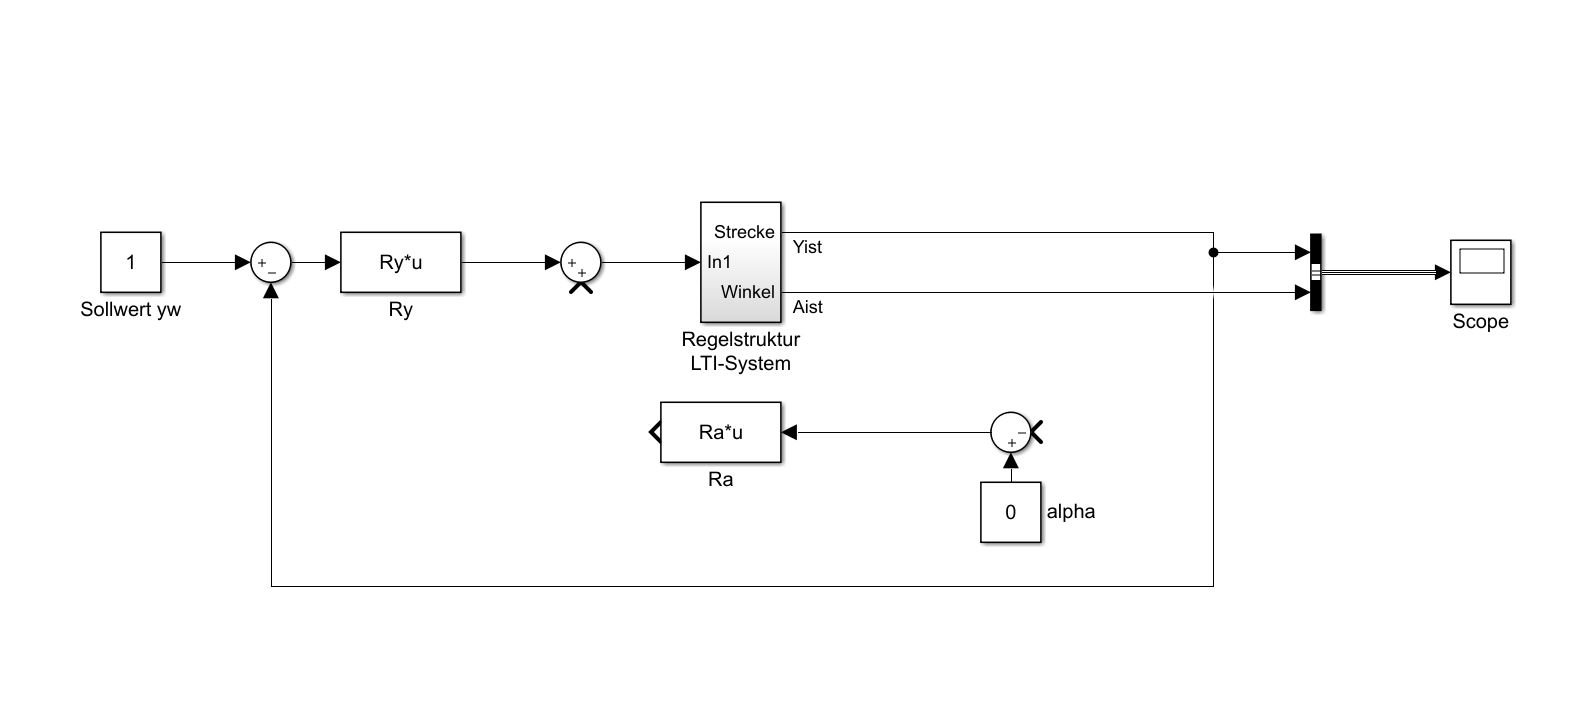 1
Sollwert yw
+
−
Ry*u
Ry
+
+
Strecke
In1
Winkel
Regelstruktur
LTI-System
Yist
Aist
Scope
Ra*u
Ra
−
+
0
alpha